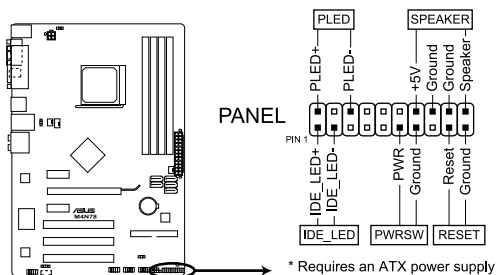 PLED
SPEAKER
PLED+
PLED-
+5V
Ground
Ground
Speaker
PANEL
PIN 1
IDE_LED+
IDE_LED-
PWR
Ground
Reset
Ground
IDE_LED
PWRSW
RESET
ASUS
M4N78
* Requires an ATX power supply